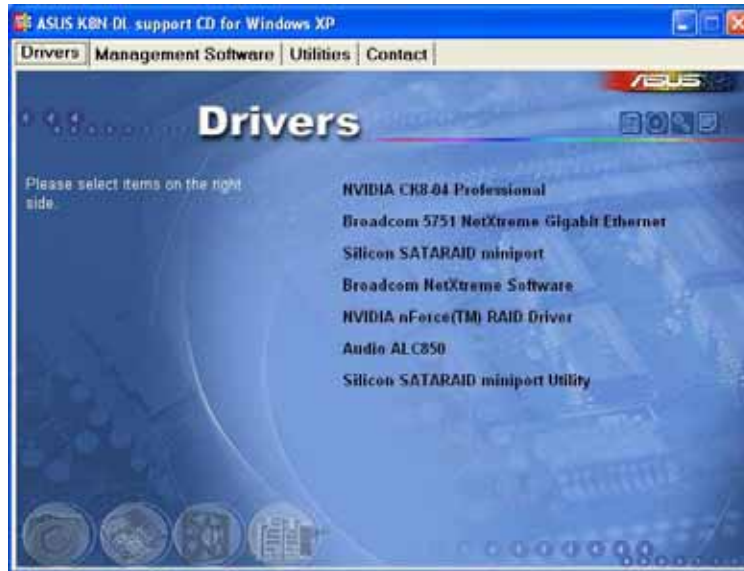 ASUS K8N-DL support CD for Windows XP
Drivers Management Software Utilities Contact
ASUS
Drivers
Please select items on the right
side.
NVIDIA CK8-04 Professional
Broadcom 5751 NetXtreme Gigabit Ethernet
Silicon SATARAID miniport
Broadcom NetXtreme Software
NVIDIA nForce(TM) RAID Driver
Audio ALC850
Silicon SATARAID miniport Utility